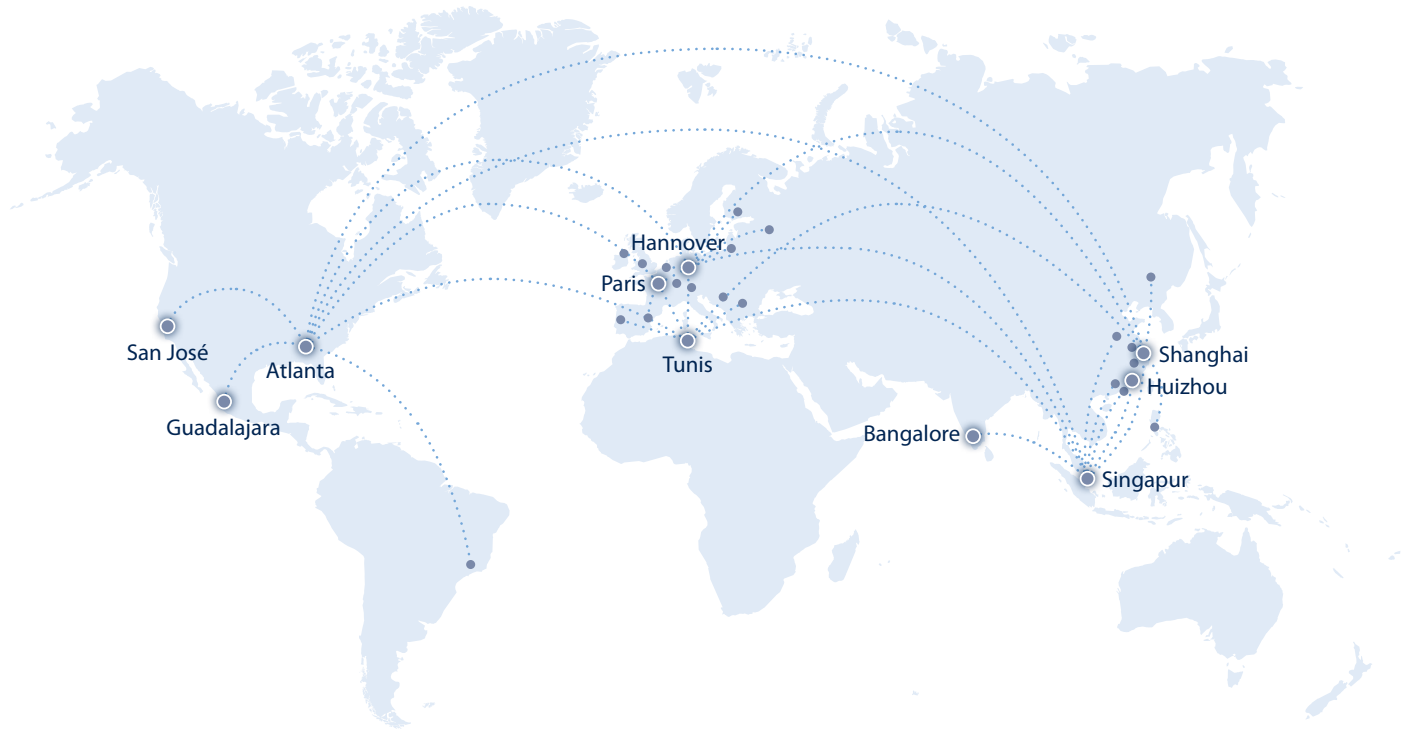 Hannover
Paris
San José
Atlanta
Tunis
Shanghai
Huizhou
Guadalajara
Bangalore
Singapur